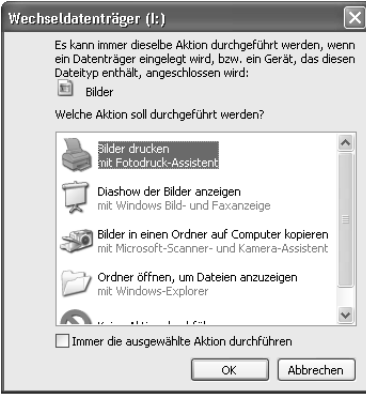 Wechseldatenträger (I:)
Es kann immer dieselbe Aktion durchgeführt werden, wenn
ein Datenträger eingelegt wird, bzw. ein Gerät, das diesen
Dateityp enthält, angeschlossen wird:
Bilder
Welche Aktion soll durchgeführt werden?
Bilder drucken
mit Fotodruck-Assistent
Diashow der Bilder anzeigen
mit Windows Bild- und Faxanzeige
Bilder in einen Ordner auf Computer kopieren
mit Microsoft-Scanner- und Kamera-Assistent
Ordner öffnen, um Dateien anzuzeigen
mit Windows-Explorer
Immer die ausgewählte Aktion durchführen
OK
Abbrechen